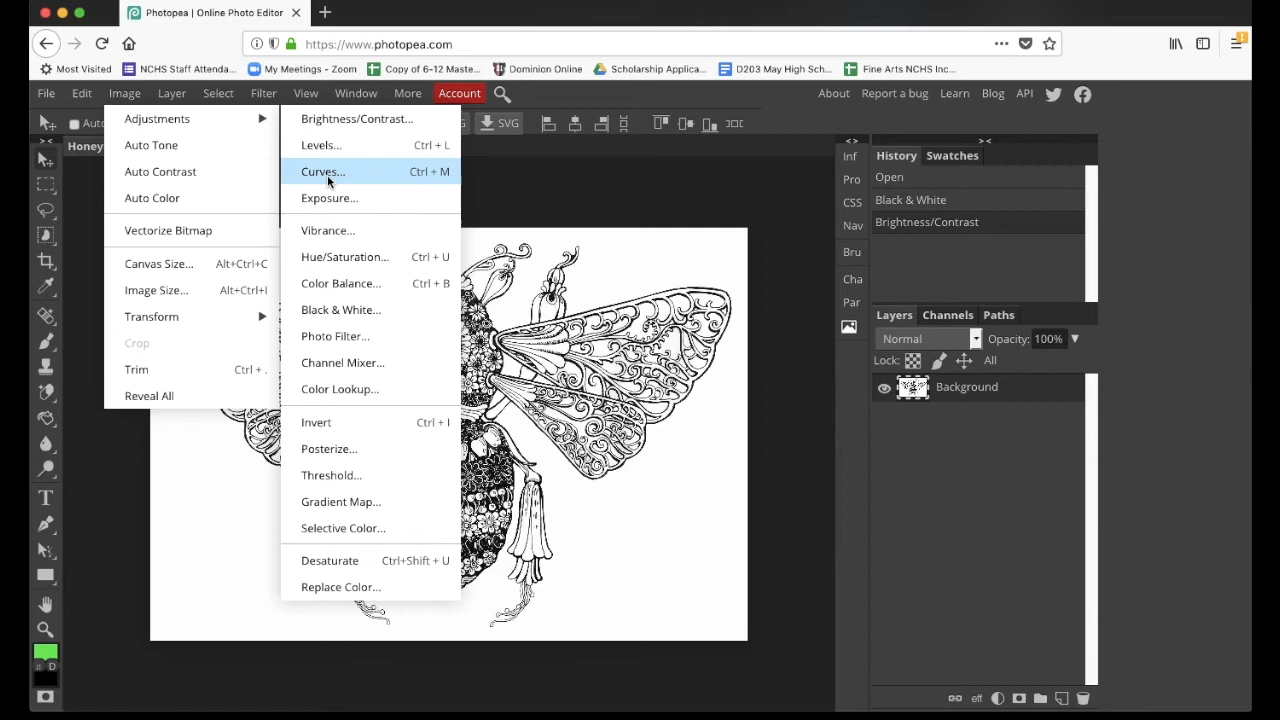 Photopea | Online Photo Editor
https://www.photopea.com
Most Visited NCHS Staff Attenda... My Meetings - Zoom Copy of 6-12 Maste... Dominion Online Scholarship Applica... D203 May High Sch... Fine Arts NCHS Inc...
File Edit Image Layer Select Filter View Window More Account About Report a bug Learn Blog API
Auto SVG
Honey
Adjustments
Auto Tone
Auto Contrast
Auto Color
Vectorize Bitmap
Canvas Size... Alt+Ctrl+C
Image Size... Alt+Ctrl+I
Transform
Crop
Trim Ctrl + .
Reveal All
Brightness/Contrast...
Levels... Ctrl + L
Curves... Ctrl + M
Exposure...
Vibrance...
Hue/Saturation... Ctrl + U
Color Balance... Ctrl + B
Black & White...
Photo Filter...
Channel Mixer...
Color Lookup...
Invert Ctrl + I
Posterize...
Threshold...
Gradient Map...
Selective Color...
Desaturate Ctrl+Shift + U
Replace Color...
Inf
Pro
CSS
Nav
Bru
Cha
Par
History Swatches
Open
Black & White
Brightness/Contrast
Layers Channels Paths
Normal Opacity: 100%
Lock: All
Background
eff
D